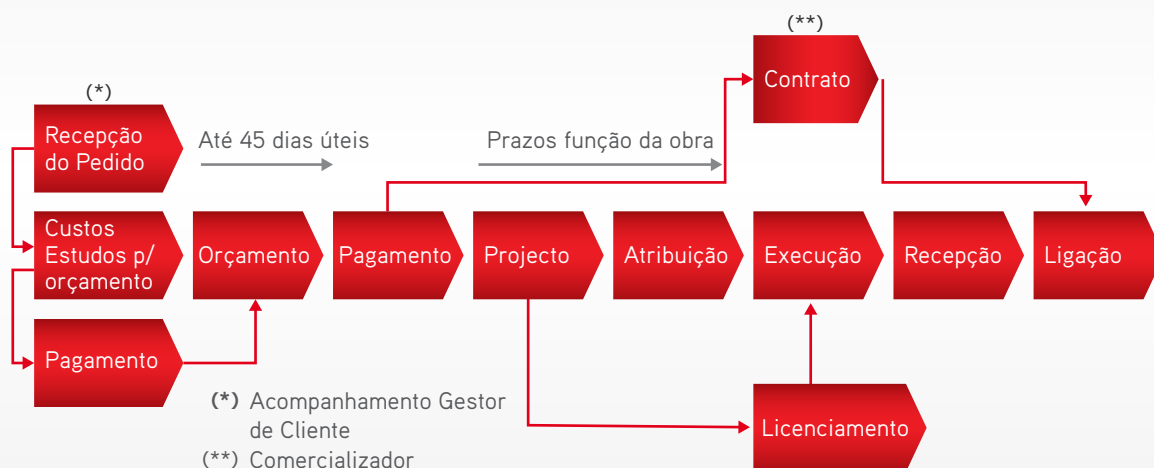 (**)
Contrato
(*)
Recepção
do Pedido
Até 45 dias úteis
Prazos função da obra
Custos
Estudos p/
orçamento
Orçamento
Pagamento
Projecto
Atribuição
Execução
Recepção
Ligação
Pagamento
(*) Acompanhamento Gestor
de Cliente
(**) Comercializador
Licenciamento